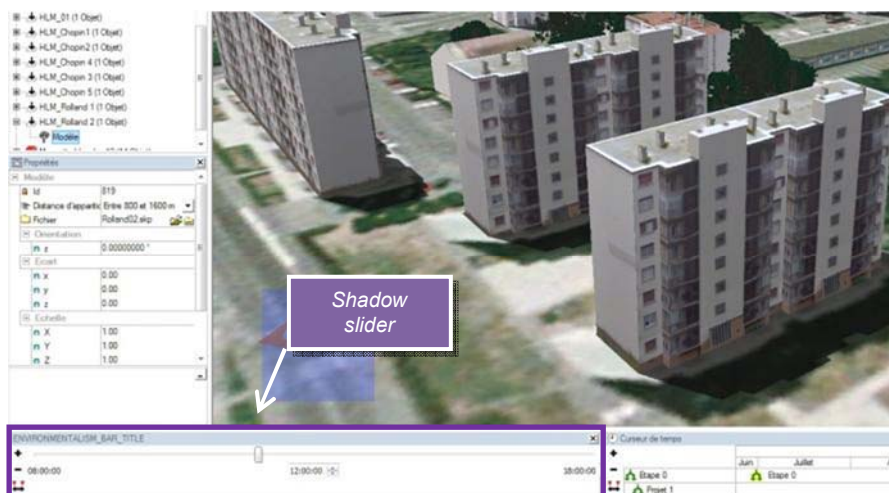 HLM_01 (1 Objet)
HLM_Chopin1 (1 Objet)
HLM_Chopin2 (1 Objet)
HLM_Chopin 4 (1 Objet)
HLM_Chopin 3 (1 Objet)
HLM_Chopin 5 (1 Objet)
HLM_Rolland 1 (1 Objet)
HLM_Rolland 2 (1 Objet)
Modèle
Propriétés
Modèle
Id 819
Distance d'apparitic Entre 800 et 1600 m
Fichier Rolland02.skp
Orientation
z 0.00000000 °
Ecart
x 0.00
y 0.00
z 0.00
Echelle
X 1.00
Y 1.00
Z 1.00
Shadow
slider
ENVIRONMENTALISM_BAR_TITLE
08:00:00 12:00:00 18:00:00
Curseur de temps
Juin Juillet
Etape 0 Etape 0
Projet 1